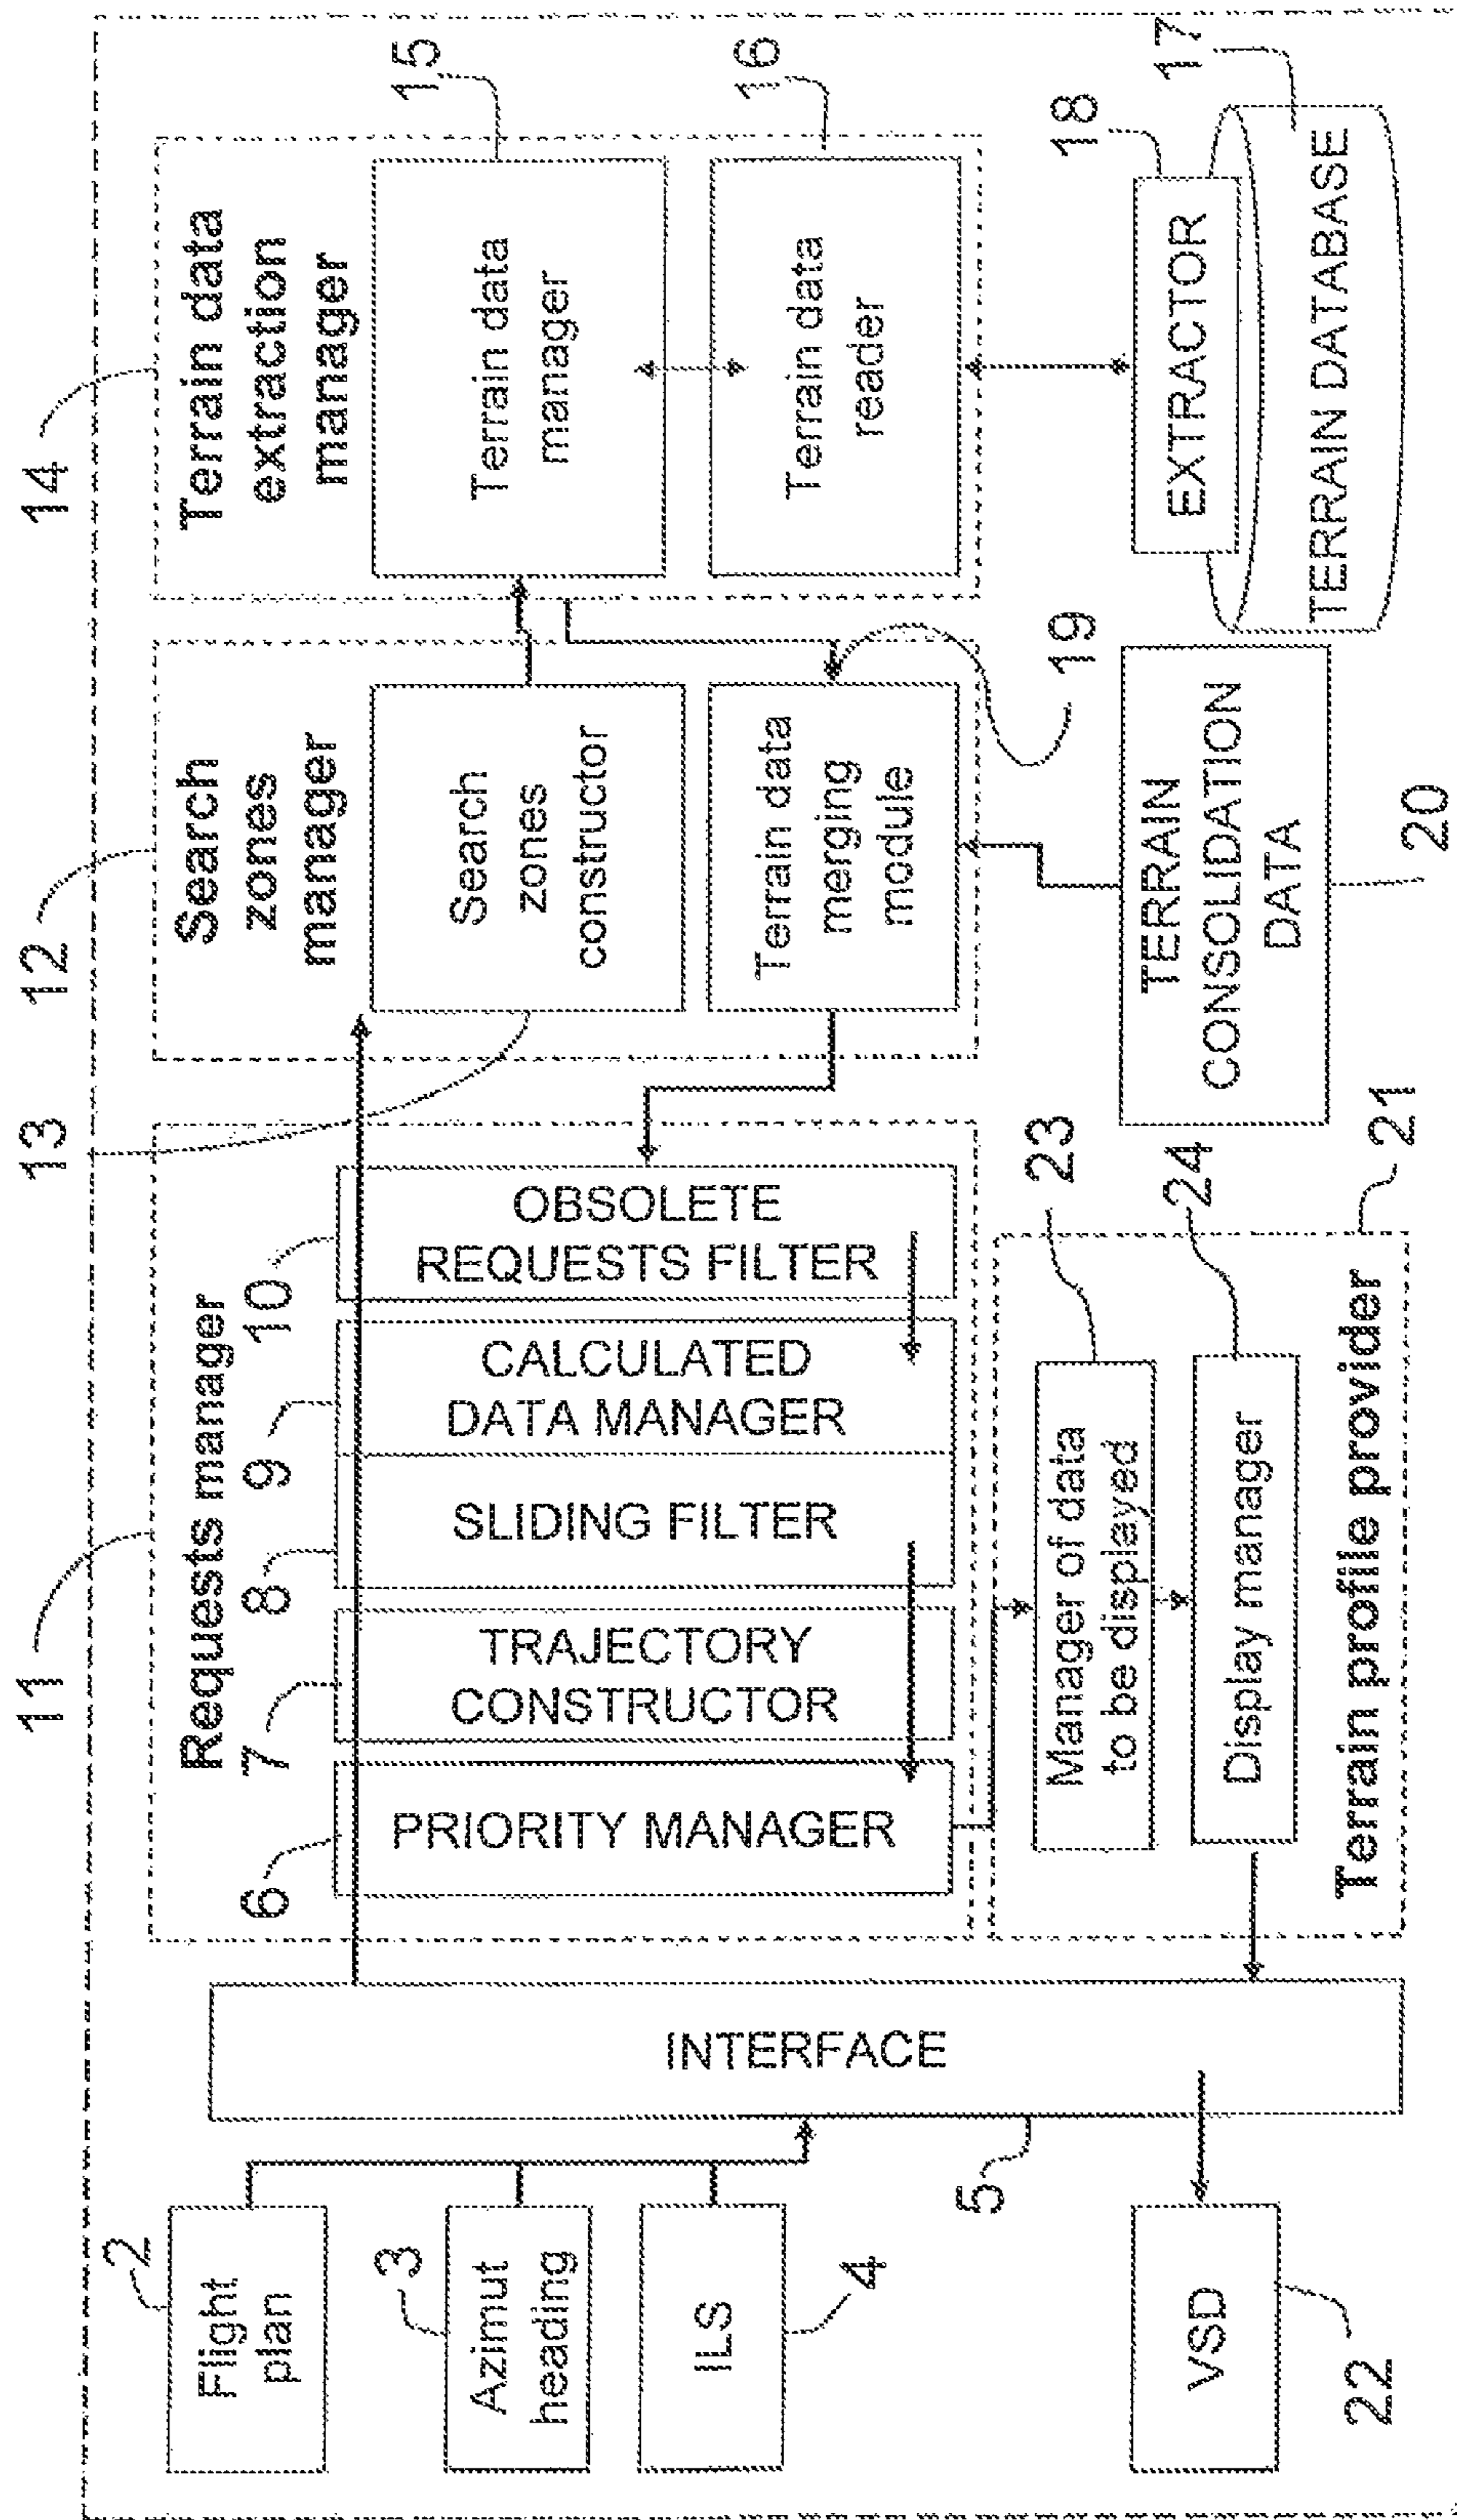 2
Flight
plan
3
Azimut
heading
ILS
4
VSD
22
INTERFACE
5
11
Requests manager
6
PRIORITY MANAGER
7
TRAJECTORY
CONSTRUCTOR
8
SLIDING FILTER
9
CALCULATED
DATA MANAGER
10
OBSOLETE
REQUESTS FILTER
23
Manager of data
to be displayed
24
Display manager
Terrain profile provider
21
13
12
Search
zones
manager
Search
zones
constructor
Terrain data
merging
module
19
TERRAIN
CONSOLIDATION
DATA
20
14
Terrain data
extraction
manager
15
Terrain data
manager
16
Terrain data
reader
18
EXTRACTOR
17
TERRAIN DATABASE